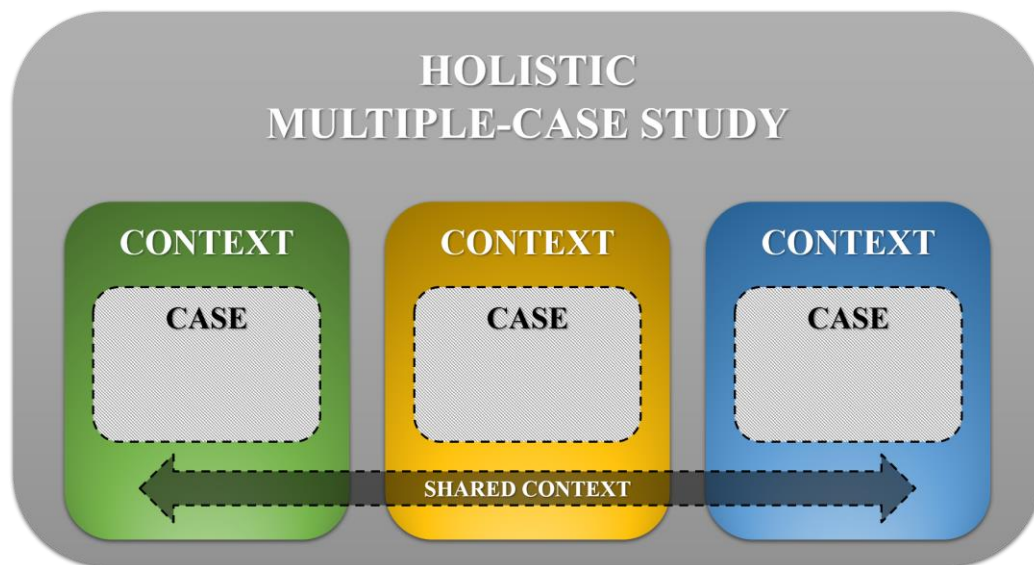 HOLISTIC
MULTIPLE-CASE STUDY
CONTEXT
CONTEXT
CONTEXT
CASE
CASE
CASE
SHARED CONTEXT